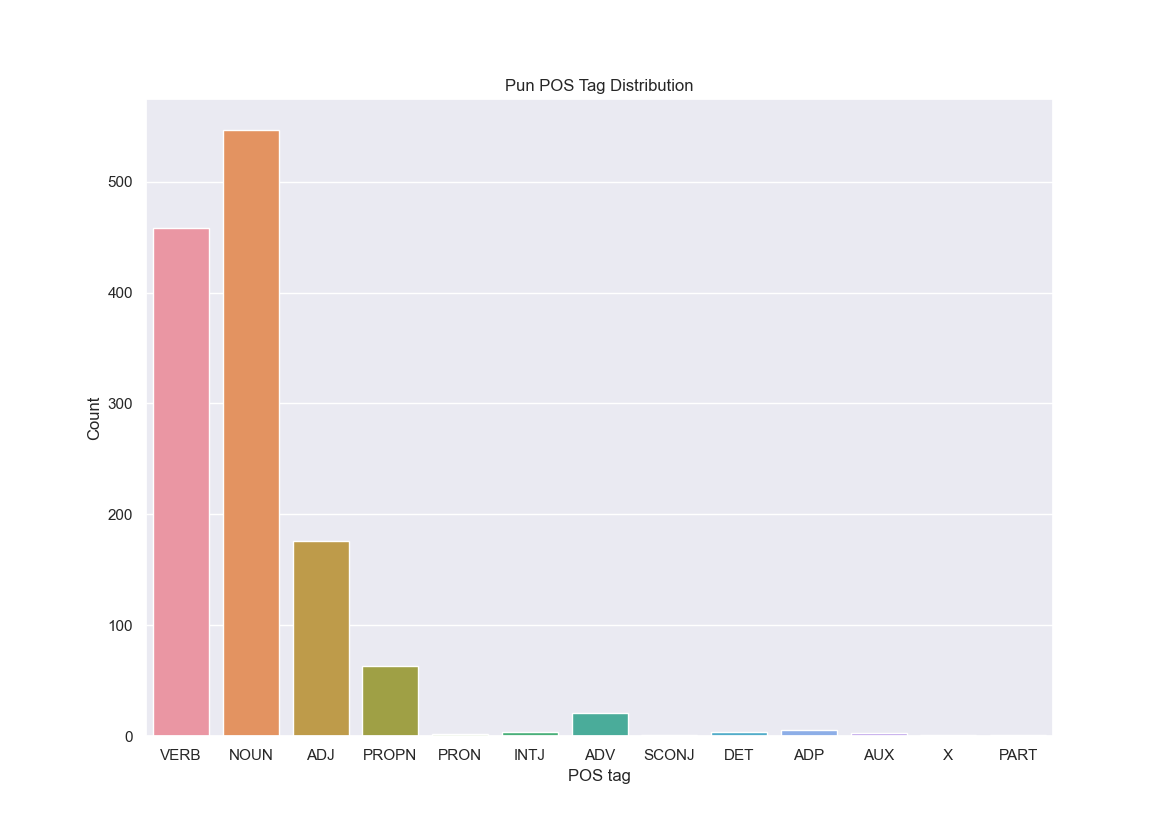 Pun POS Tag Distribution
500
400
300
200
100
0
Count
VERB NOUN ADJ PROPN PRON INTJ ADV SCONJ DET ADP AUX X PART
POS tag